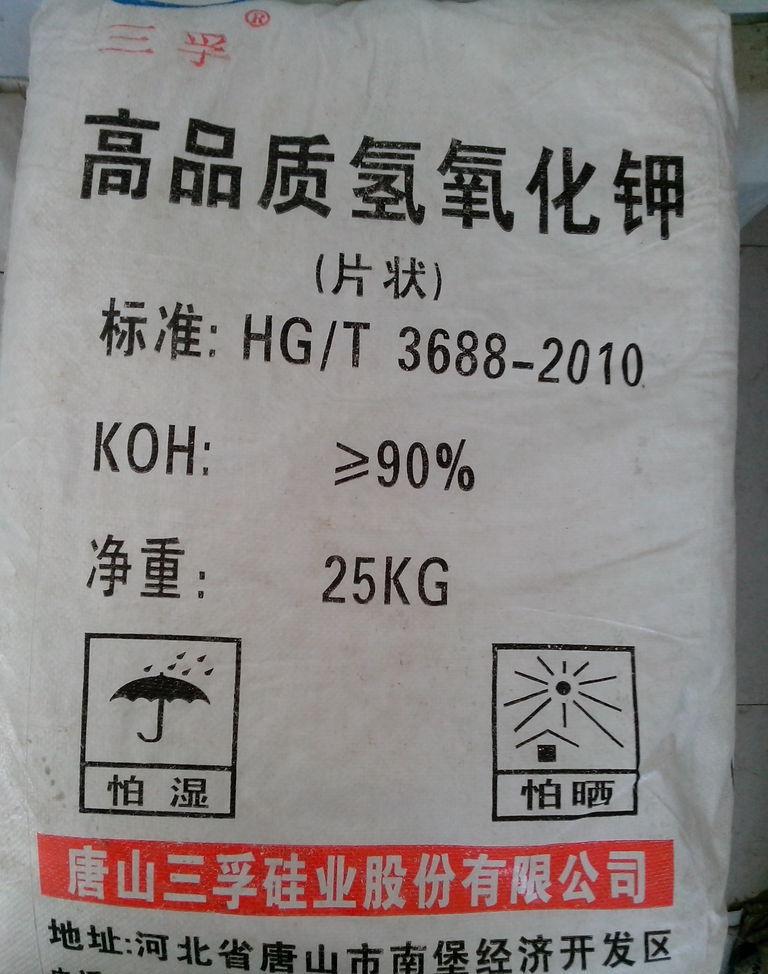 三孚®
高品质氢氧化钾
(片状)
标准: HG/T 3688-2010
KOH: ≥90%
净重: 25KG
怕湿 怕晒
唐山三孚硅业股份有限公司
地址:河北省唐山市南堡经济开发区